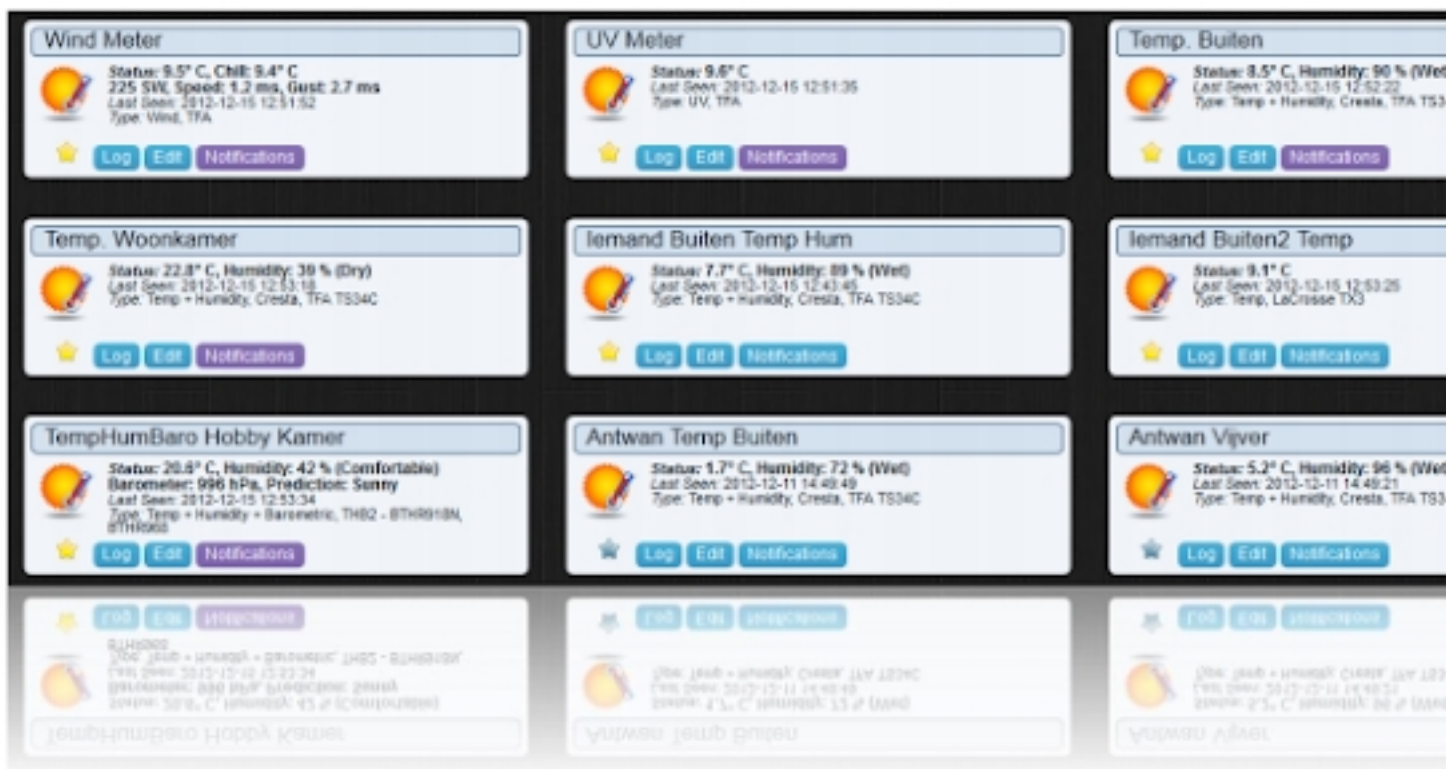 Wind Meter
Status: 9.5° C, Chill: 9.4° C
225 SW, Speed: 1.2 ms, Gust: 2.7 ms
Last Seen: 2012-12-15 12:51:52
Type: Wind, TFA
Log Edit Notifications
UV Meter
Status: 9.6° C
Last Seen: 2012-12-15 12:51:35
Type: UV, TFA
Log Edit Notifications
Temp. Buiten
Status: 8.5° C, Humidity: 90 % (Wet
Last Seen: 2012-12-15 12:52:22
Type: Temp + Humidity, Cresta, TFA TS3
Log Edit Notifications
Temp. Woonkamer
Status: 22.8° C, Humidity: 39 % (Dry)
Last Seen: 2012-12-15 12:53:18
Type: Temp + Humidity, Cresta, TFA TS34C
Log Edit Notifications
Iemand Buiten Temp Hum
Status: 7.7° C, Humidity: 89 % (Wet)
Last Seen: 2012-12-15 12:43:45
Type: Temp + Humidity, Cresta, TFA TS34C
Log Edit Notifications
Iemand Buiten2 Temp
Status: 9.1° C
Last Seen: 2012-12-15 12:53:25
Type: Temp, LaCrosse TX3
Log Edit Notifications
TempHumBaro Hobby Kamer
Status: 20.6° C, Humidity: 42 % (Comfortable)
Barometer: 996 hPa, Prediction: Sunny
Last Seen: 2012-12-15 12:53:34
Type: Temp + Humidity + Barometric, THB2 - BTHR918N,
BTHR968
Log Edit Notifications
Antwan Temp Buiten
Status: 1.7° C, Humidity: 72 % (Wet)
Last Seen: 2012-12-11 14:49:49
Type: Temp + Humidity, Cresta, TFA TS34C
Log Edit Notifications
Antwan Vijver
Status: 5.2° C, Humidity: 96 % (Wet
Last Seen: 2012-12-11 14:49:21
Type: Temp + Humidity, Cresta, TFA TS3
Log Edit Notifications